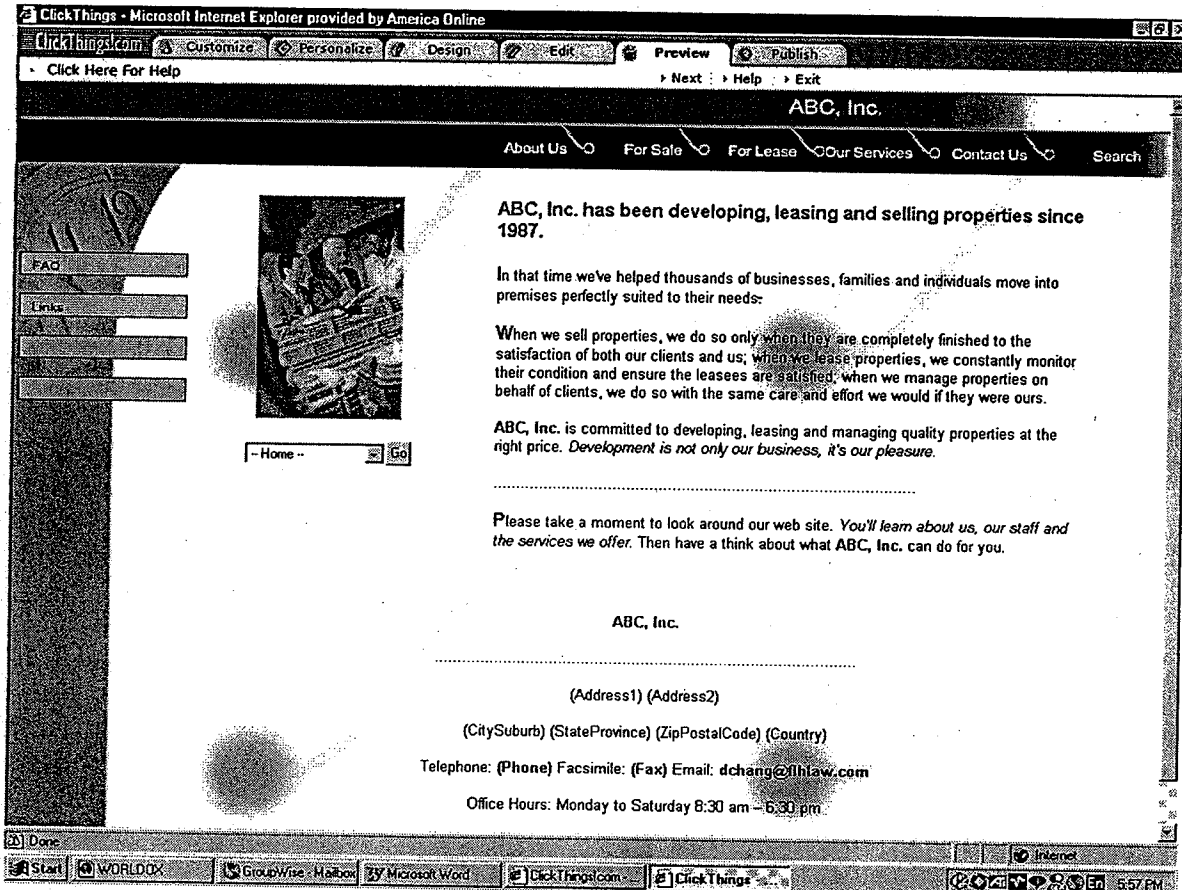 ClickThings - Microsoft Internet Explorer provided by America Online
ClickThings.com Customize Personalize Design Edit Preview Publish
Click Here For Help
Next Help Exit
ABC, Inc.
About Us For Sale For Lease Our Services Contact Us Search
ABC, Inc. has been developing, leasing and selling properties since
1987.
FAQ
In that time we've helped thousands of businesses, families and individuals move into
premises perfectly suited to their needs.
Links
When we sell properties, we do so only when they are completely finished to the
satisfaction of both our clients and us; when we lease properties, we constantly monitor
their condition and ensure the leasees are satisfied; when we manage properties on
behalf of clients, we do so with the same care and effort we would if they were ours.
ABC, Inc. is committed to developing, leasing and managing quality properties at the
right price. Development is not only our business, it's our pleasure.
-- Home -- Go
Please take a moment to look around our web site. You'll learn about us, our staff and
the services we offer. Then have a think about what ABC, Inc. can do for you.
ABC, Inc.
(Address1) (Address2)
(CitySuburb) (StateProvince) (ZipPostalCode) (Country)
Telephone: (Phone) Facsimile: (Fax) Email: dchang@flhlaw.com
Office Hours: Monday to Saturday 8:30 am – 6:30 pm
Done
Internet
Start WORLDOX GroupWise - Mailbox Microsoft Word ClickThings.com - ... ClickThings - ... En 5:57 PM